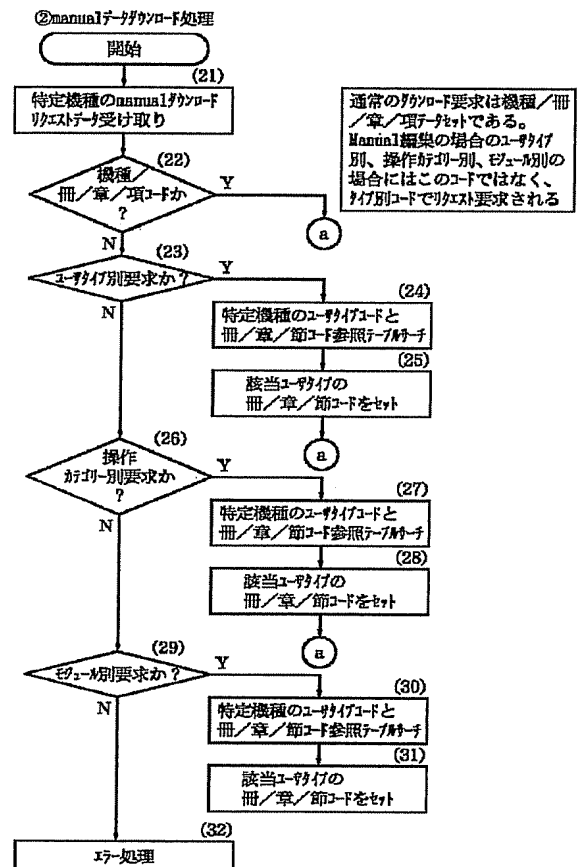 ②manualデータダウンロード処理
開始
(21)
特定機種のmanualダウンロード
リクエストデータ受け取り
通常のダウンロード要求は機種／冊
／章／項データセットである。
Manual編集の場合のユーザタイプ
別、操作カテゴリー別、モジュール別の
場合にはこのコードではなく、
タイプ別コードでリクエスト要求される
(22)
機種／
冊／章／項コードか
?
Y
a
N
(23)
ユーザタイプ別要求か?
Y
N
(24)
特定機種のユーザタイプコードと
冊／章／節コード参照テーブルサーチ
(25)
該当ユーザタイプの
冊／章／節コードをセット
a
(26)
操作
カテゴリー別要求か
?
Y
N
(27)
特定機種のユーザタイプコードと
冊／章／節コード参照テーブルサーチ
(28)
該当ユーザタイプの
冊／章／節コードをセット
a
(29)
モジュール別要求か?
Y
N
(30)
特定機種のユーザタイプコードと
冊／章／節コード参照テーブルサーチ
(31)
該当ユーザタイプの
冊／章／節コードをセット
(32)
エラー処理